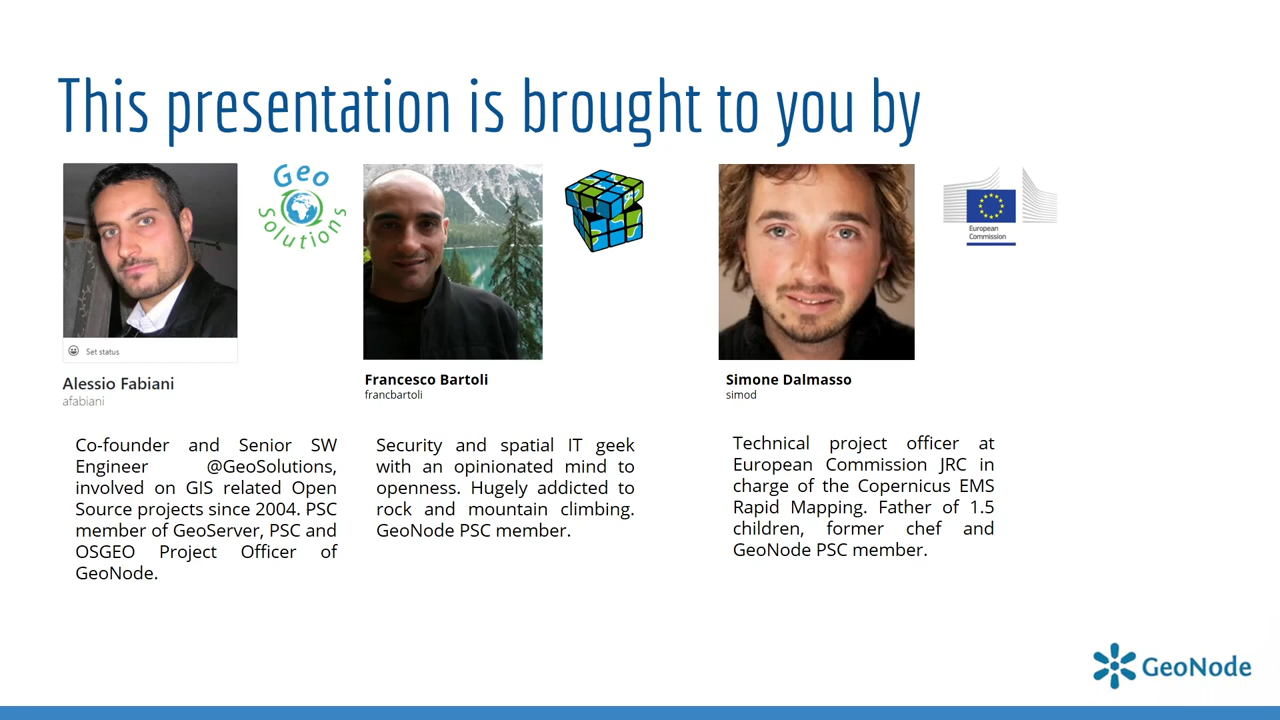 This presentation is brought to you by
Geo
Solutions
European
Commission
Set status
Alessio Fabiani
afabiani
Francesco Bartoli
francbartoli
Simone Dalmasso
simod
Co-founder and Senior SW
Engineer @GeoSolutions,
involved on GIS related Open
Source projects since 2004. PSC
member of GeoServer, PSC and
OSGEO Project Officer of
GeoNode.
Security and spatial IT geek
with an opinionated mind to
openness. Hugely addicted to
rock and mountain climbing.
GeoNode PSC member.
Technical project officer at
European Commission JRC in
charge of the Copernicus EMS
Rapid Mapping. Father of 1.5
children, former chef and
GeoNode PSC member.
GeoNode